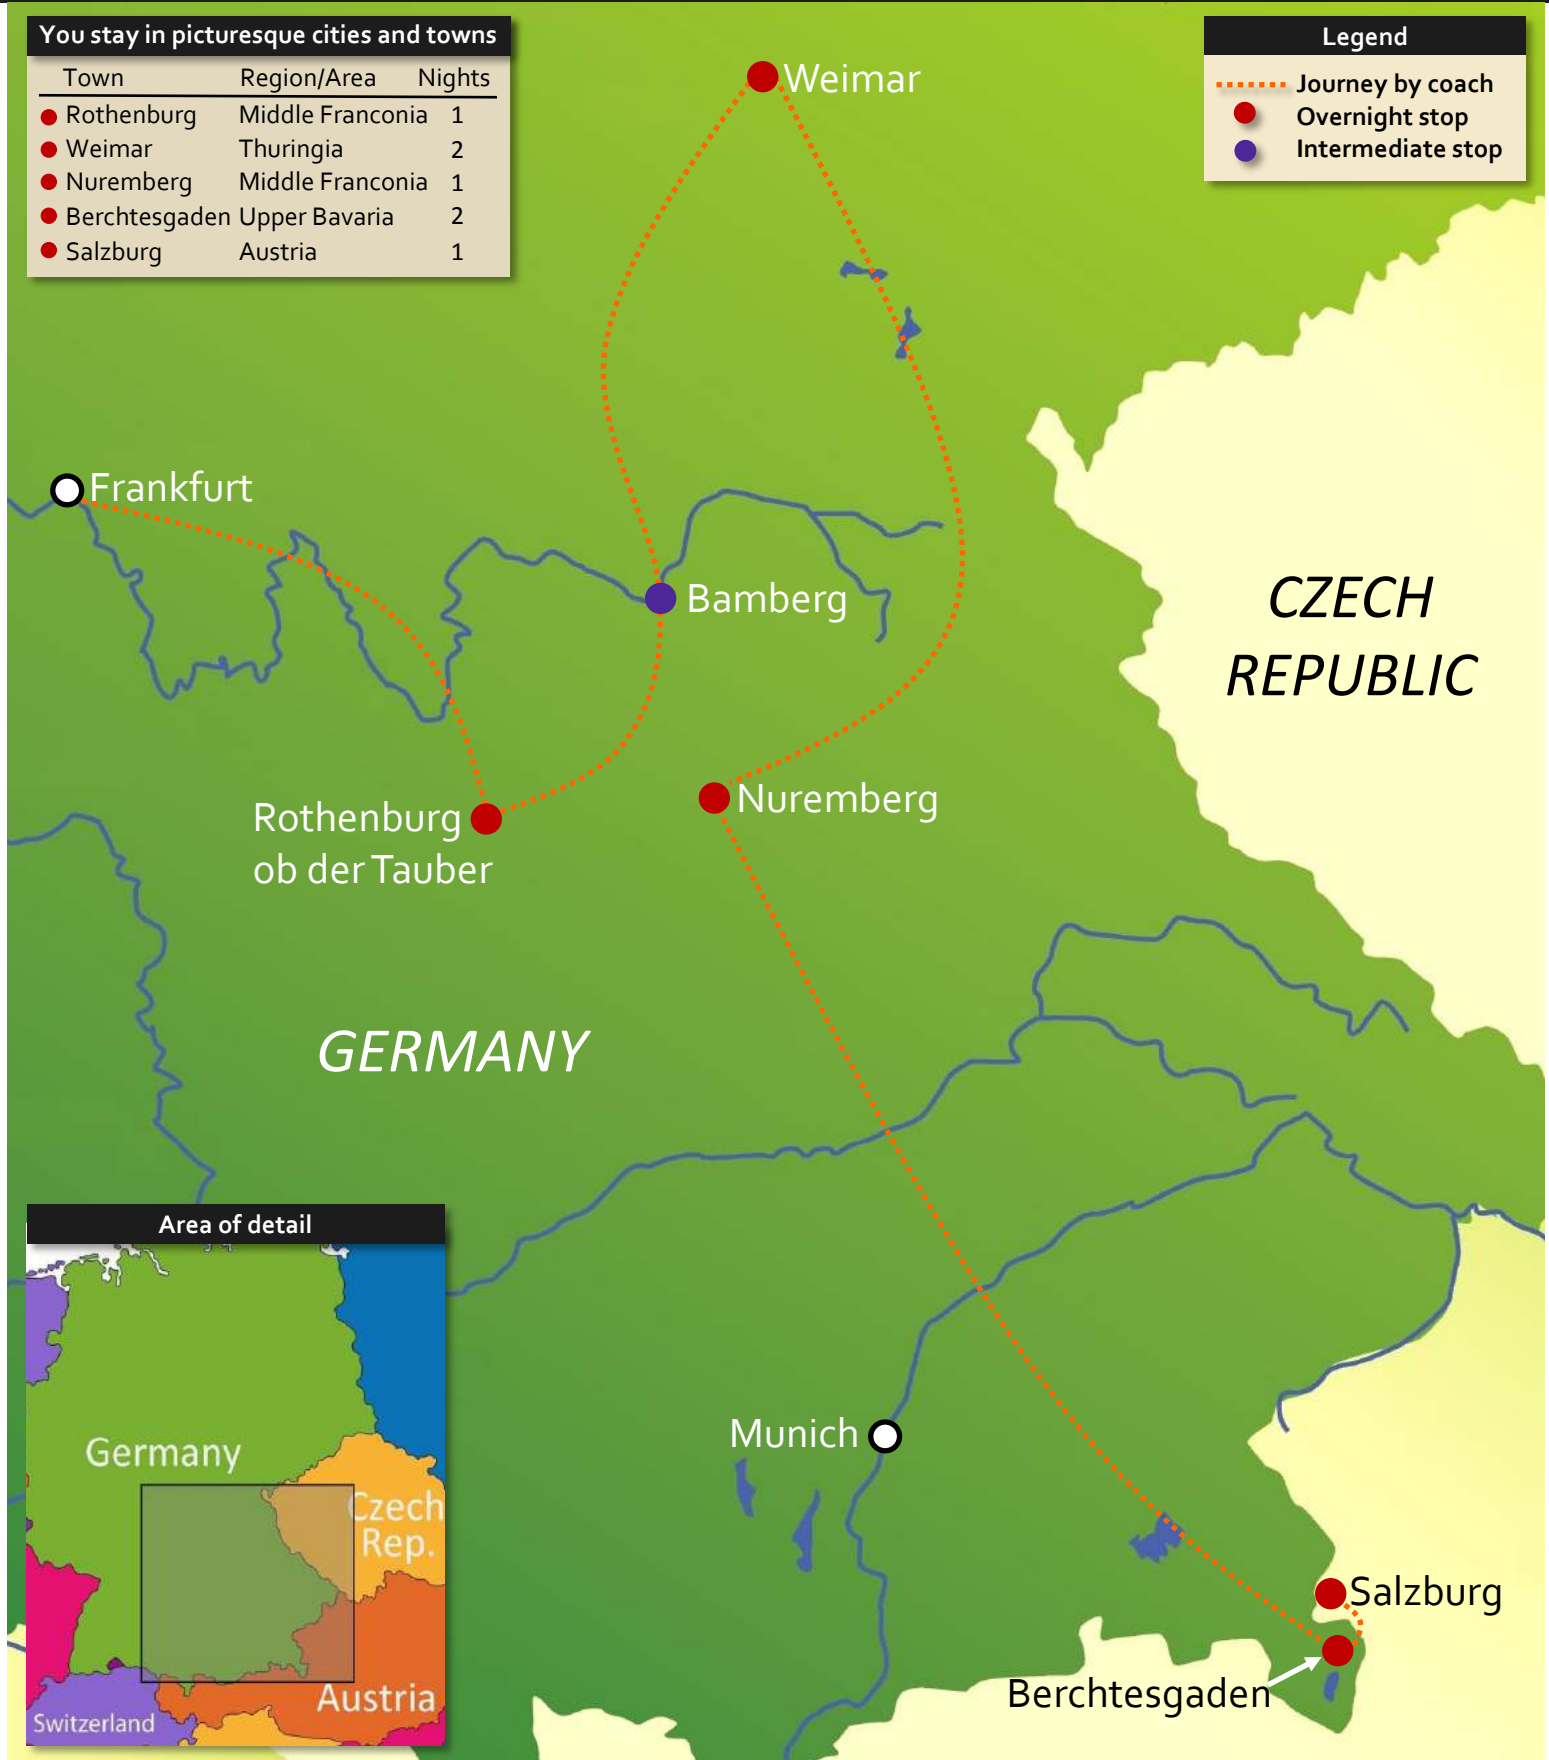 You stay in picturesque cities and towns
Town Region/Area Nights
Rothenburg Middle Franconia 1
Weimar Thuringia 2
Nuremberg Middle Franconia 1
Berchtesgaden Upper Bavaria 2
Salzburg Austria 1
Legend
Journey by coach
Overnight stop
Intermediate stop
Weimar
Frankfurt
Bamberg
CZECH
REPUBLIC
Nuremberg
Rothenburg
ob der Tauber
GERMANY
Munich
Salzburg
Berchtesgaden
Area of detail
Germany
Czech
Rep.
Austria
Switzerland